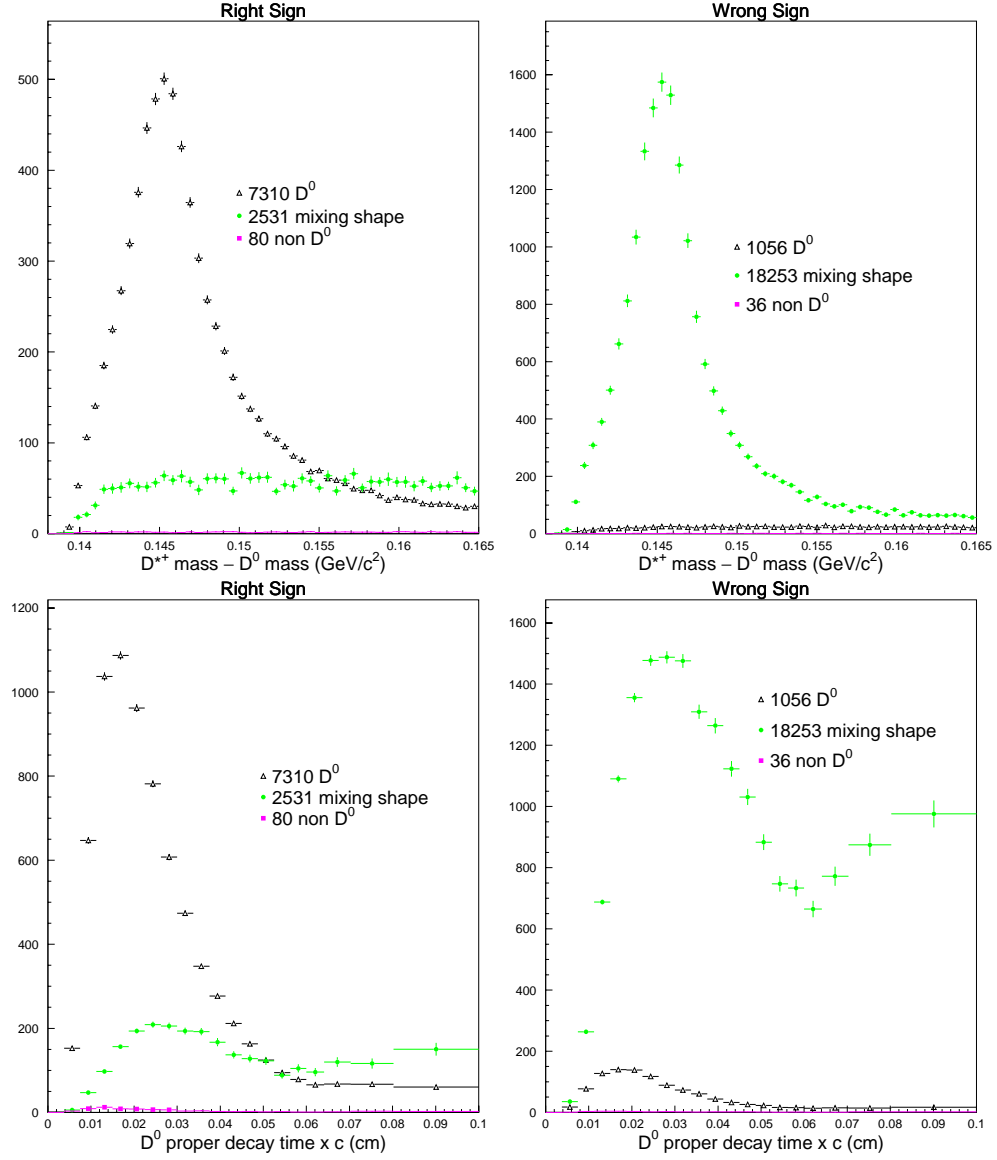 Right Sign
500
400
300
200
100
0
0.14 0.145 0.15 0.155 0.16 0.165
D*+ mass – D0 mass (GeV/c2)
7310 D0
2531 mixing shape
80 non D0
Wrong Sign
1600
1400
1200
1000
800
600
400
200
0
0.14 0.145 0.15 0.155 0.16 0.165
D*+ mass – D0 mass (GeV/c2)
1056 D0
18253 mixing shape
36 non D0
Right Sign
1200
1000
800
600
400
200
0
0 0.01 0.02 0.03 0.04 0.05 0.06 0.07 0.08 0.09 0.1
D0 proper decay time x c (cm)
7310 D0
2531 mixing shape
80 non D0
Wrong Sign
1600
1400
1200
1000
800
600
400
200
0
0 0.01 0.02 0.03 0.04 0.05 0.06 0.07 0.08 0.09 0.1
D0 proper decay time x c (cm)
1056 D0
18253 mixing shape
36 non D0